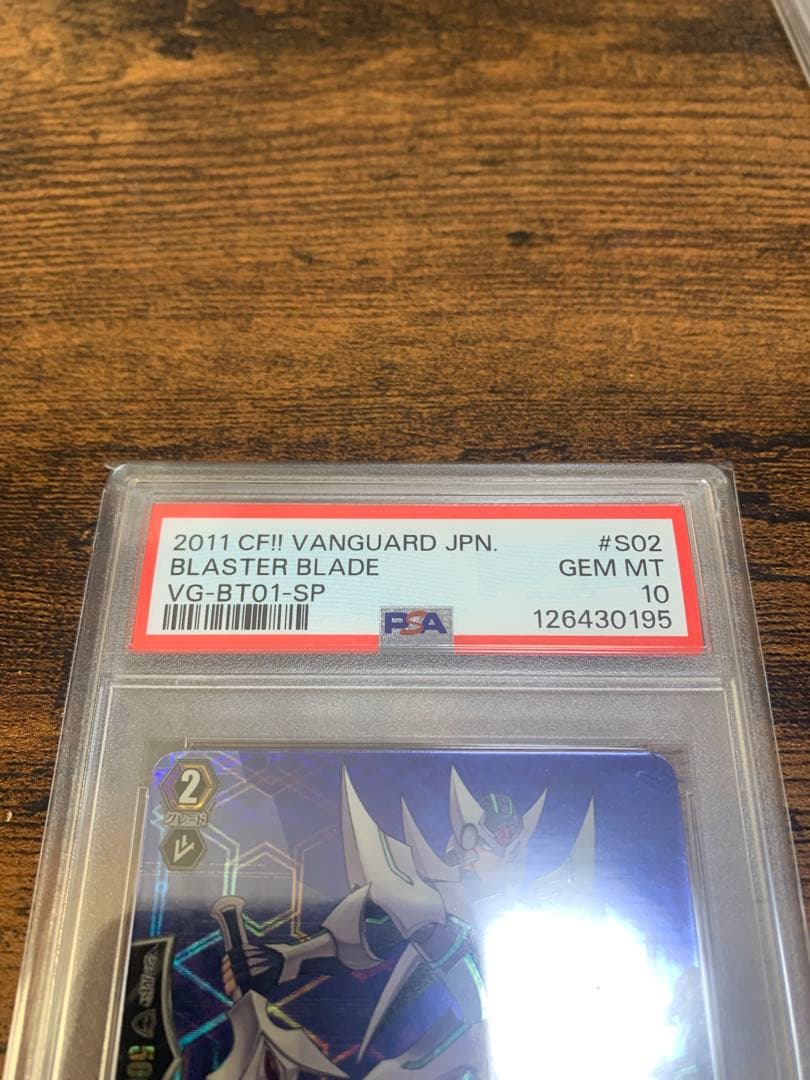 2011 CF!! VANGUARD JPN. #S02
BLASTER BLADE GEM MT
VG-BT01-SP 10
PSA 126430195
2
グレード